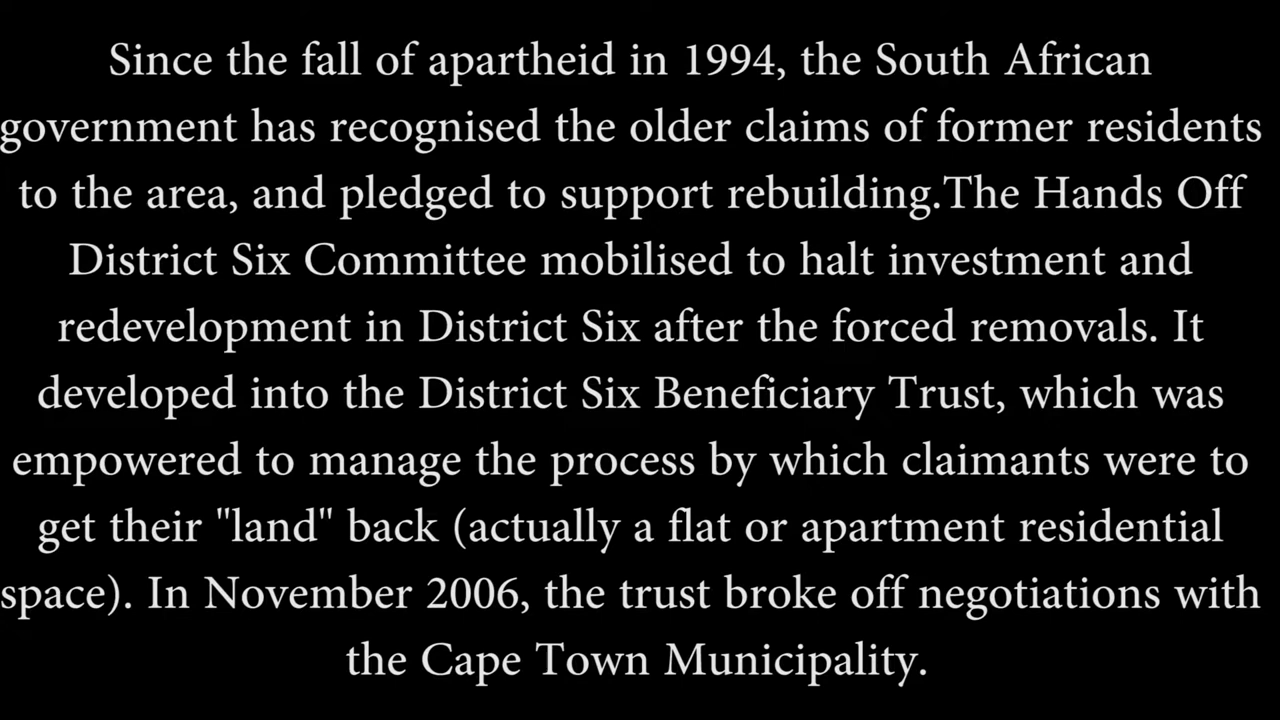 Since the fall of apartheid in 1994, the South African
government has recognised the older claims of former residents
to the area, and pledged to support rebuilding.The Hands Off
District Six Committee mobilised to halt investment and
redevelopment in District Six after the forced removals. It
developed into the District Six Beneficiary Trust, which was
empowered to manage the process by which claimants were to
get their "land" back (actually a flat or apartment residential
space). In November 2006, the trust broke off negotiations with
the Cape Town Municipality.